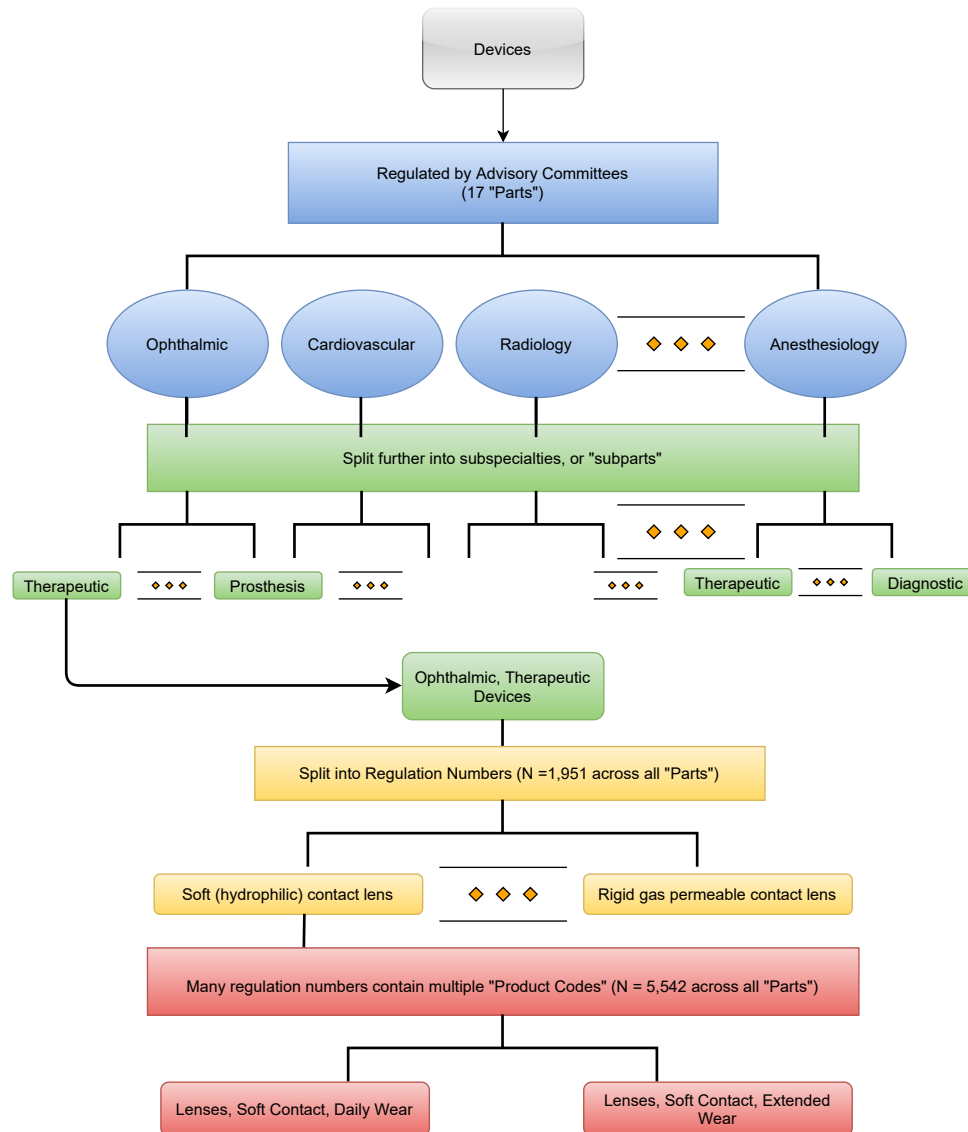 Devices
Regulated by Advisory Committees
(17 "Parts")
Ophthalmic
Cardiovascular
Radiology
Anesthesiology
Split further into subspecialties, or "subparts"
Therapeutic
Prosthesis
Therapeutic
Diagnostic
Ophthalmic, Therapeutic
Devices
Split into Regulation Numbers (N =1,951 across all "Parts")
Soft (hydrophilic) contact lens
Rigid gas permeable contact lens
Many regulation numbers contain multiple "Product Codes" (N = 5,542 across all "Parts")
Lenses, Soft Contact, Daily Wear
Lenses, Soft Contact, Extended
Wear